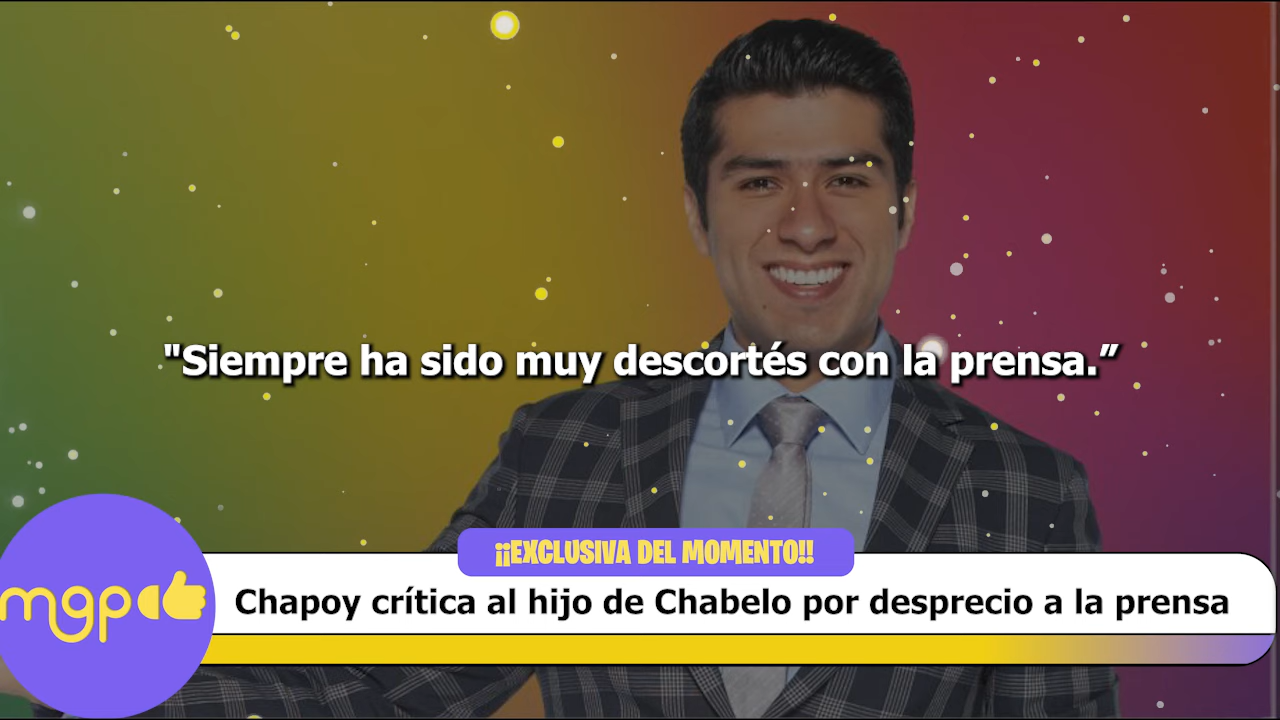 "Siempre ha sido muy descortés con la prensa.”
¡¡EXCLUSIVA DEL MOMENTO!!
mgp
Chapoy crítica al hijo de Chabelo por desprecio a la prensa